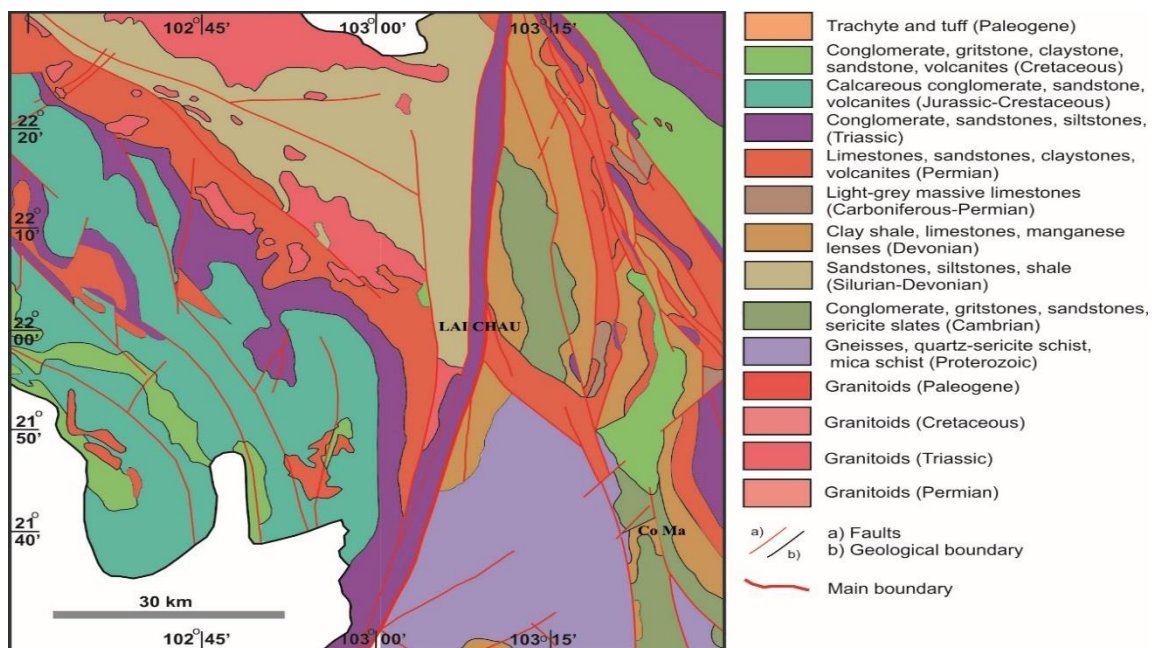 102° 45'
103° 00'
103° 15'
22° 20'
22° 10'
22° 00'
21° 50'
21° 40'
LAI CHAU
Co Ma
30 km
102° 45'
103° 00'
103° 15'
Trachyte and tuff (Paleogene)
Conglomerate, gritstone, claystone,
sandstone, volcanites (Cretaceous)
Calcareous conglomerate, sandstone,
volcanites (Jurassic-Crestaceous)
Conglomerate, sandstones, siltstones,
(Triassic)
Limestones, sandstones, claystones,
volcanites (Permian)
Light-grey massive limestones
(Carboniferous-Permian)
Clay shale, limestones, manganese
lenses (Devonian)
Sandstones, siltstones, shale
(Silurian-Devonian)
Conglomerate, gritstones, sandstones,
sericite slates (Cambrian)
Gneisses, quartz-sericite schist,
mica schist (Proterozoic)
Granitoids (Paleogene)
Granitoids (Cretaceous)
Granitoids (Triassic)
Granitoids (Permian)
a)
b)
a) Faults
b) Geological boundary
Main boundary